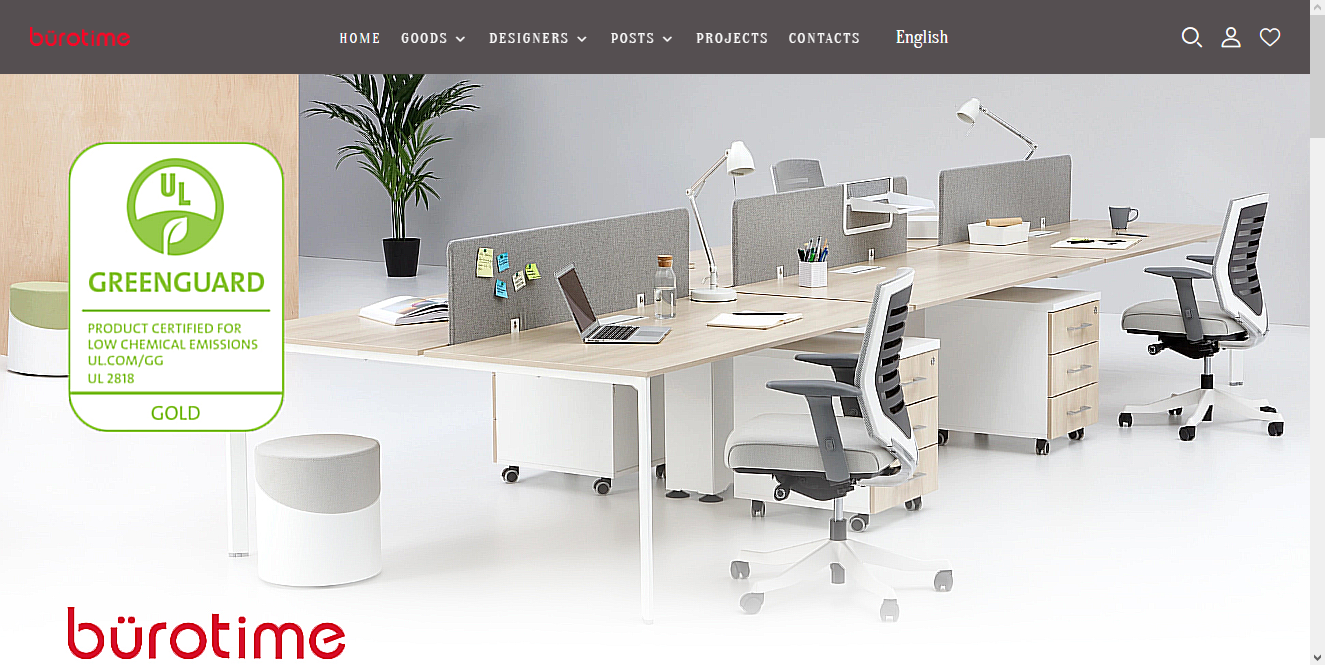 bürotime
HOME GOODS DESIGNERS POSTS PROJECTS CONTACTS English
UL
GREENGUARD
PRODUCT CERTIFIED FOR
LOW CHEMICAL EMISSIONS
UL.COM/GG
UL 2818
GOLD
bürotime